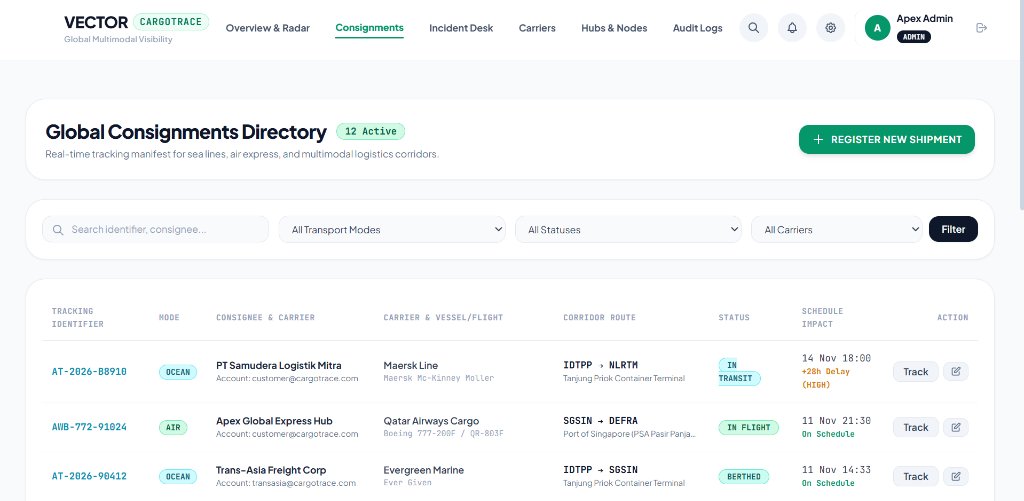 VECTOR CARGOTRACE
Global Multimodal Visibility
Overview & Radar
Consignments
Incident Desk
Carriers
Hubs & Nodes
Audit Logs
A
Apex Admin
ADMIN
Global Consignments Directory 12 Active
Real-time tracking manifest for sea lines, air express, and multimodal logistics corridors.
+ REGISTER NEW SHIPMENT
Search identifier, consignee...
All Transport Modes
All Statuses
All Carriers
Filter
TRACKING
IDENTIFIER
MODE
CONSIGNEE & CARRIER
CARRIER & VESSEL/FLIGHT
CORRIDOR ROUTE
STATUS
SCHEDULE
IMPACT
ACTION
AT-2026-B8910
OCEAN
PT Samudera Logistik Mitra
Account: customer@cargotrace.com
Maersk Line
Maersk Mc-Kinney Moller
IDTPP → NLRTM
Tanjung Priok Container Terminal
IN
TRANSIT
14 Nov 18:00
+28h Delay
(HIGH)
Track
AWB-772-91024
AIR
Apex Global Express Hub
Account: customer@cargotrace.com
Qatar Airways Cargo
Boeing 777-200F / QR-803F
SGSIN → DEFRA
Port of Singapore (PSA Pasir Panja...
IN FLIGHT
11 Nov 21:30
On Schedule
Track
AT-2026-90412
OCEAN
Trans-Asia Freight Corp
Account: transasia@cargotrace.com
Evergreen Marine
Ever Given
IDTPP → SGSIN
Tanjung Priok Container Terminal
BERTHED
11 Nov 14:33
On Schedule
Track